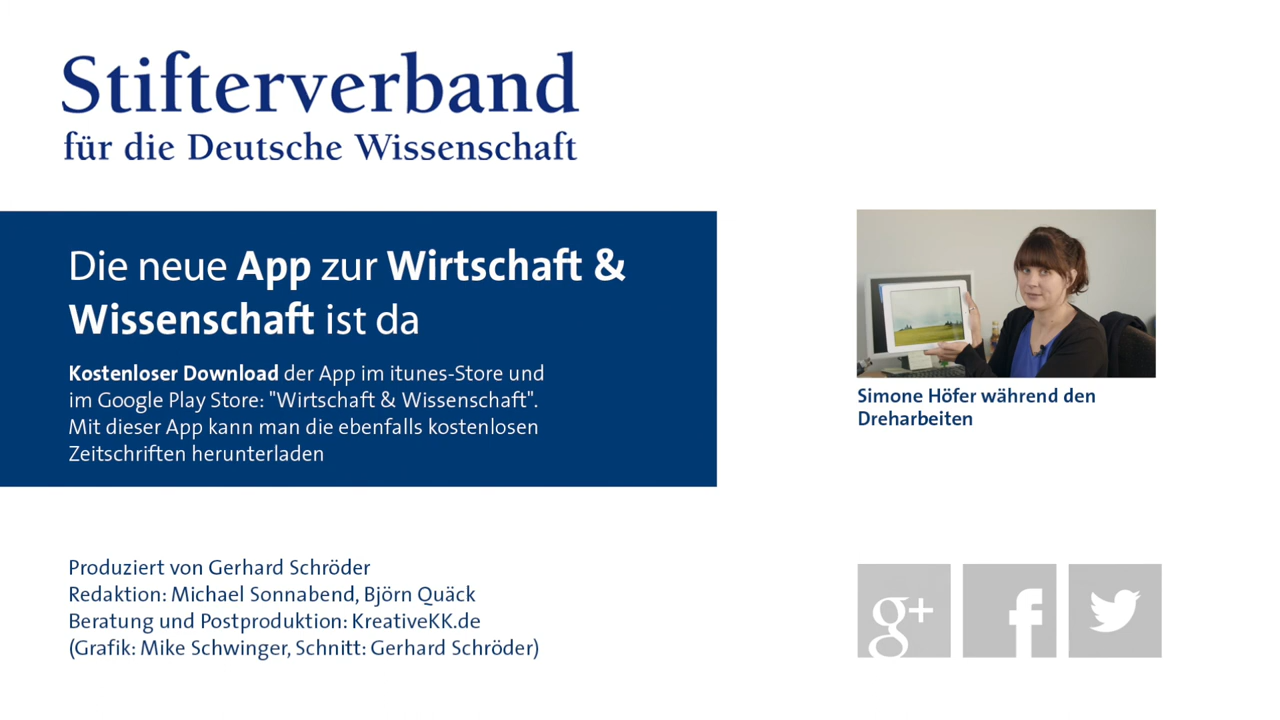 Stifterverband
für die Deutsche Wissenschaft
Die neue App zur Wirtschaft &
Wissenschaft ist da
Kostenloser Download der App im itunes-Store und
im Google Play Store: "Wirtschaft & Wissenschaft".
Mit dieser App kann man die ebenfalls kostenlosen
Zeitschriften herunterladen
Simone Höfer während den
Dreharbeiten
Produziert von Gerhard Schröder
Redaktion: Michael Sonnabend, Björn Quäck
Beratung und Postproduktion: KreativeKK.de
(Grafik: Mike Schwinger, Schnitt: Gerhard Schröder)
g+ f